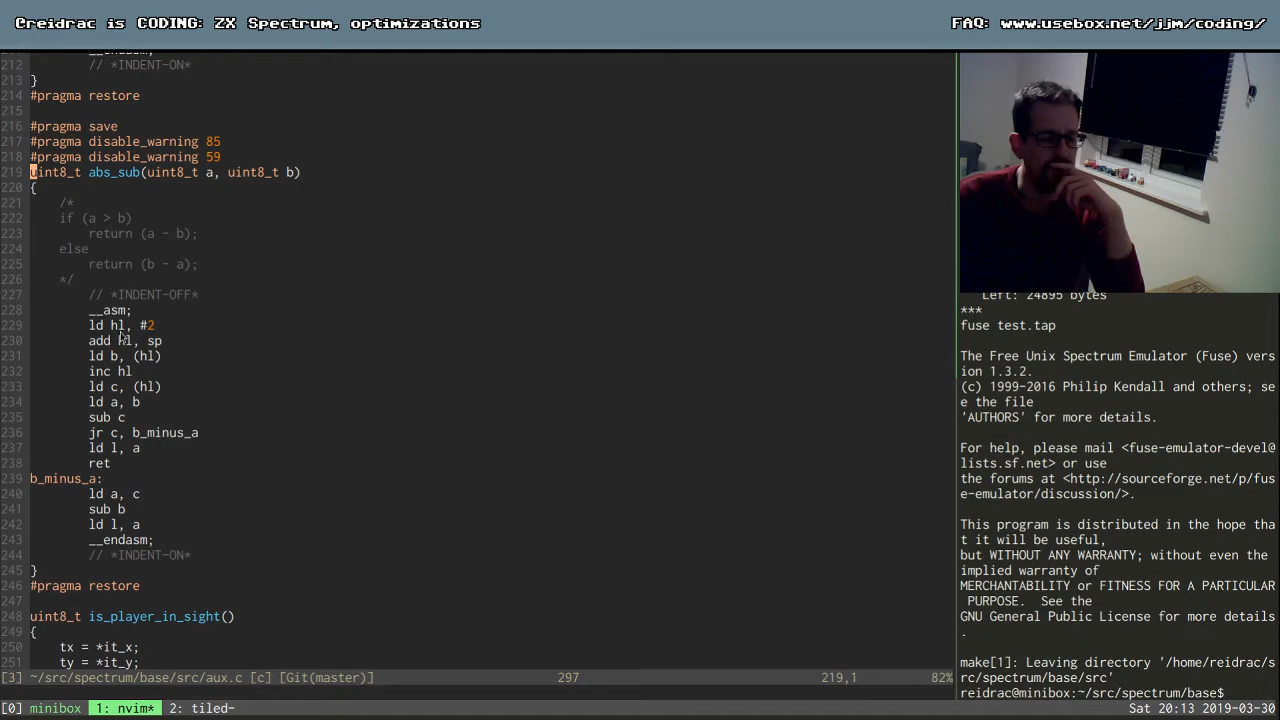 Creidrac is CODING: ZX Spectrum, optimizations
FAQ: www.usebox.net/jjm/coding/
212         // *INDENT-ON*
213 }
214 #pragma restore
215
216 #pragma save
217 #pragma disable_warning 85
218 #pragma disable_warning 59
219 uint8_t abs_sub(uint8_t a, uint8_t b)
220 {
221     /*
222     if (a > b)
223         return (a - b);
224     else
225         return (b - a);
226     */
227         // *INDENT-OFF*
228         __asm;
229         ld hl, #2
230         add hl, sp
231         ld b, (hl)
232         inc hl
233         ld c, (hl)
234         ld a, b
235         sub c
236         jr c, b_minus_a
237         ld l, a
238         ret
239 b_minus_a:
240         ld a, c
241         sub b
242         ld l, a
243         __endasm;
244         // *INDENT-ON*
245 }
246 #pragma restore
247
248 uint8_t is_player_in_sight()
249 {
250     tx = *it_x;
251     ty = *it_y;
[3] ~/src/spectrum/base/src/aux.c [c] [Git(master)] 297 219,1 82%
Left: 24895 bytes
***
fuse test.tap
The Free Unix Spectrum Emulator (Fuse) vers
ion 1.3.2.
(c) 1999-2016 Philip Kendall and others; se
e the file
'AUTHORS' for more details.
For help, please mail <fuse-emulator-devel@
lists.sf.net> or use
the forums at <http://sourceforge.net/p/fus
e-emulator/discussion/>.
This program is distributed in the hope tha
t it will be useful,
but WITHOUT ANY WARRANTY; without even the
implied warranty of
MERCHANTABILITY or FITNESS FOR A PARTICULAR
PURPOSE.  See the
GNU General Public License for more details
.
make[1]: Leaving directory '/home/reidrac/s
rc/spectrum/base/src'
reidrac@minibox:~/src/spectrum/base$
[0] minibox 1: nvim* 2: tiled-
Sat 20:13 2019-03-30